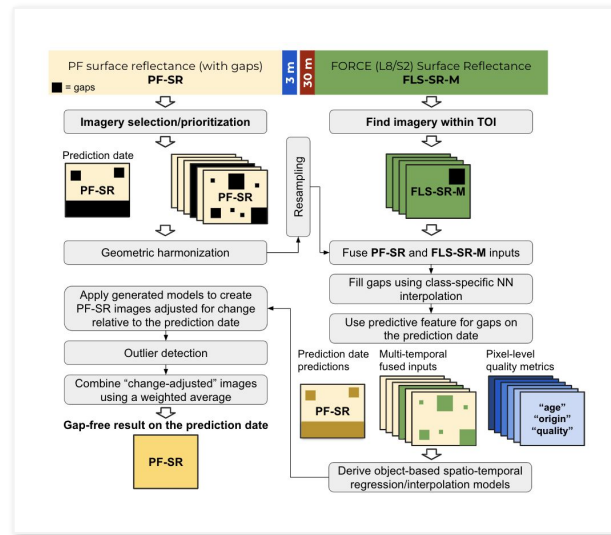 PF surface reflectance (with gaps)
PF-SR
= gaps
3 m
30 m
FORCE (L8/S2) Surface Reflectance
FLS-SR-M
Imagery selection/prioritization
Find imagery within TOI
Prediction date
PF-SR
PF-SR
Resampling
FLS-SR-M
Geometric harmonization
Fuse PF-SR and FLS-SR-M inputs
Fill gaps using class-specific NN
interpolation
Use predictive feature for gaps on
the prediction date
Apply generated models to create
PF-SR images adjusted for change
relative to the prediction date
Outlier detection
Combine “change-adjusted” images
using a weighted average
Gap-free result on the prediction date
PF-SR
Prediction date
predictions
PF-SR
Multi-temporal
fused inputs
Pixel-level
quality metrics
“age”
“origin”
“quality”
Derive object-based spatio-temporal
regression/interpolation models